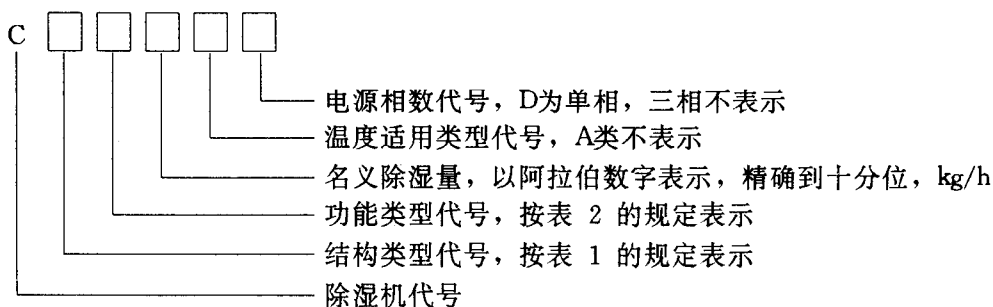 C □ □ □ □ □
电源相数代号，D为单相，三相不表示
温度适用类型代号，A类不表示
名义除湿量，以阿拉伯数字表示，精确到十分位，kg/h
功能类型代号，按表 2 的规定表示
结构类型代号，按表 1 的规定表示
除湿机代号